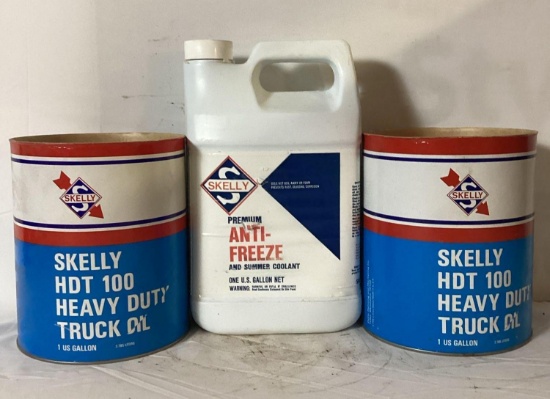 SKELLY
S
SKELLY
HDT 100
HEAVY DUTY
TRUCK OIL
1 US GALLON
SKELLY
S
PREMIUM
ANTI-
FREEZE
AND SUMMER COOLANT
ONE U.S. GALLON NET
WARNING:
SKELLY
S
SKELLY
HDT 100
HEAVY DUTY
TRUCK OIL
1 US GALLON